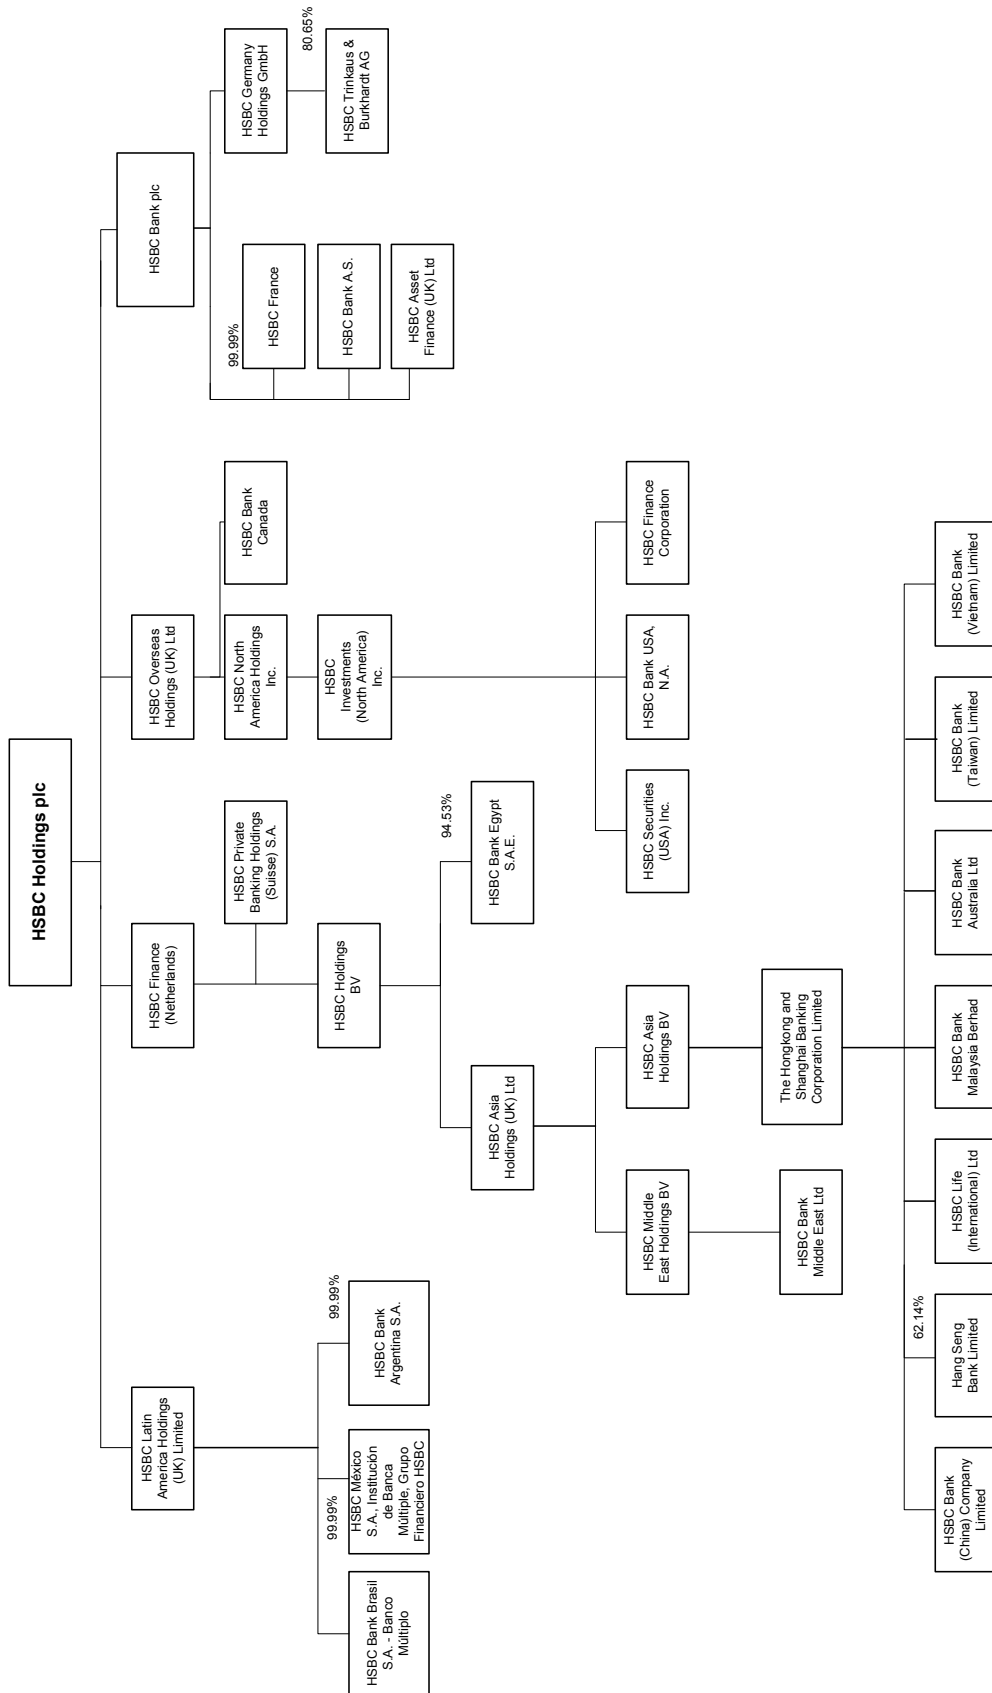 HSBC Holdings plc
HSBC Latin
America Holdings
(UK) Limited
HSBC Finance
(Netherlands)
HSBC Overseas
Holdings (UK) Ltd
HSBC Bank plc
HSBC Private
Banking Holdings
(Suisse) S.A.
HSBC North
America Holdings
Inc.
HSBC Bank
Canada
99.99%
HSBC France
HSBC Germany
Holdings GmbH
99.99%
99.99%
80.65%
HSBC Bank Brasil
S.A. - Banco
Múltiplo
HSBC México
S.A., Institución
de Banca
Múltiple, Grupo
Financiero HSBC
HSBC Bank
Argentina S.A.
HSBC Holdings
BV
HSBC
Investments
(North America)
Inc.
HSBC Bank A.S.
HSBC Trinkaus &
Burkhardt AG
HSBC Asset
Finance (UK) Ltd
94.53%
HSBC Asia
Holdings (UK) Ltd
HSBC Bank Egypt
S.A.E.
HSBC Middle
East Holdings BV
HSBC Asia
Holdings BV
HSBC Securities
(USA) Inc.
HSBC Bank USA,
N.A.
HSBC Finance
Corporation
HSBC Bank
Middle East Ltd
The Hongkong and
Shanghai Banking
Corporation Limited
62.14%
HSBC Bank
(China) Company
Limited
Hang Seng
Bank Limited
HSBC Life
(International) Ltd
HSBC Bank
Malaysia Berhad
HSBC Bank
Australia Ltd
HSBC Bank
(Taiwan) Limited
HSBC Bank
(Vietnam) Limited